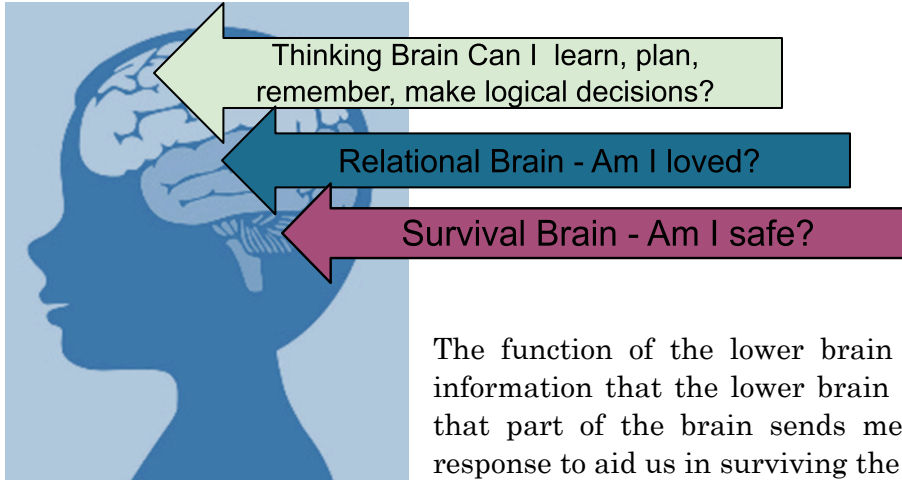 Thinking Brain Can I learn, plan,
remember, make logical decisions?
Relational Brain - Am I loved?
Survival Brain - Am I safe?
The function of the lower brain
information that the lower brain
that part of the brain sends me
response to aid us in surviving the